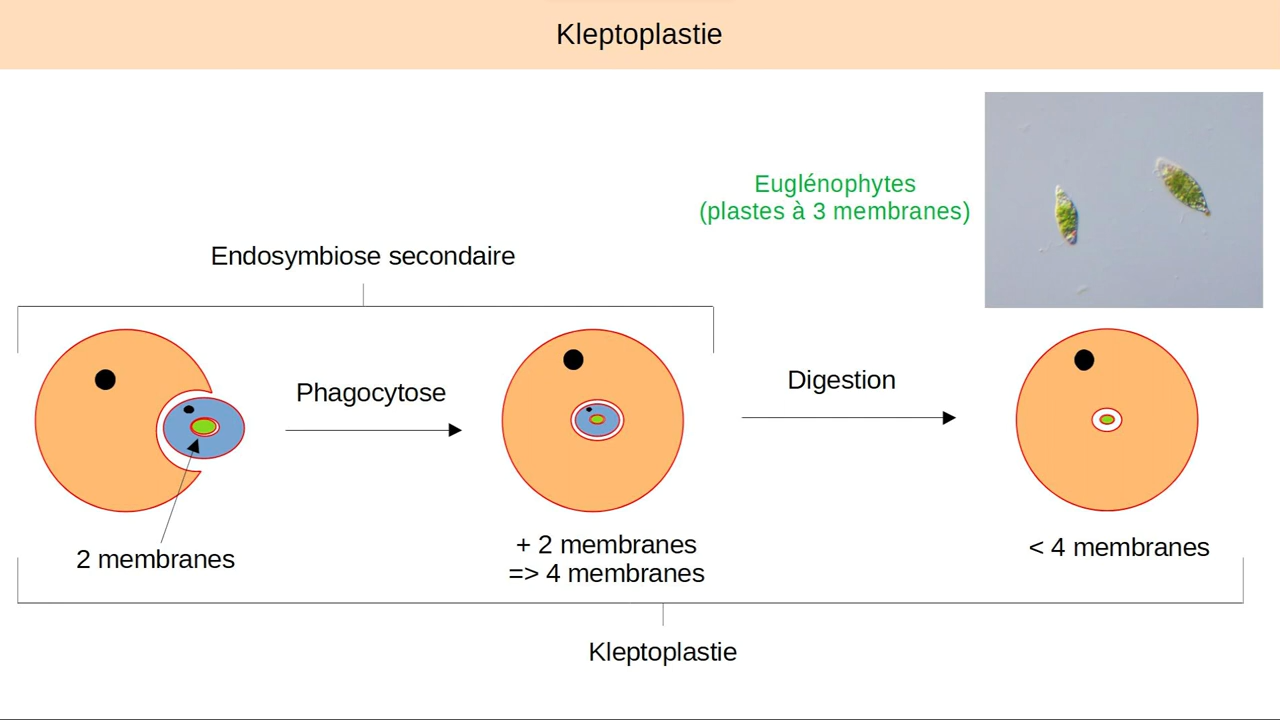 Kleptoplastie
Euglénophytes
(plastes à 3 membranes)
Endosymbiose secondaire
Phagocytose
Digestion
2 membranes
+ 2 membranes
=> 4 membranes
< 4 membranes
Kleptoplastie